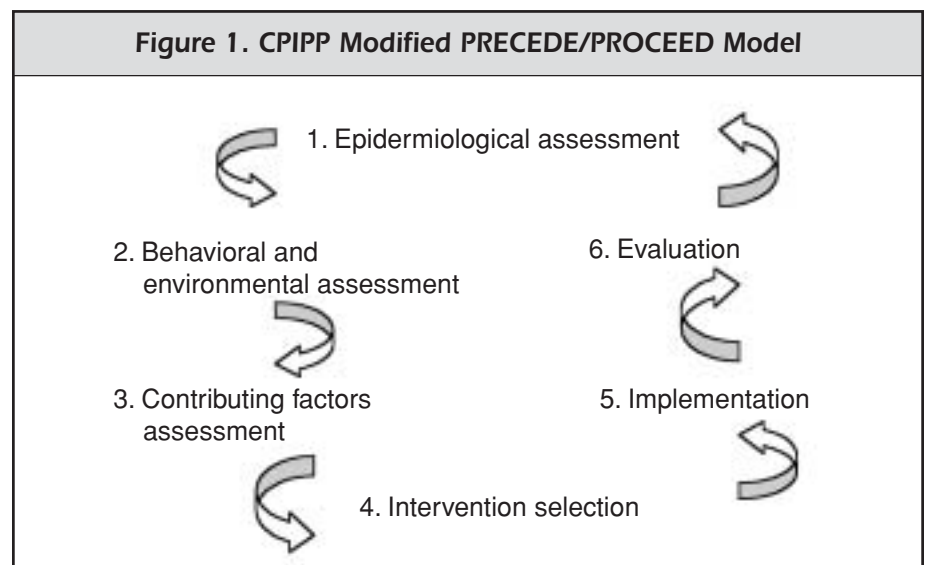 Figure 1. CPIPP Modified PRECEDE/PROCEED Model
1. Epidermiological assessment
2. Behavioral and
environmental assessment
3. Contributing factors
assessment
4. Intervention selection
5. Implementation
6. Evaluation